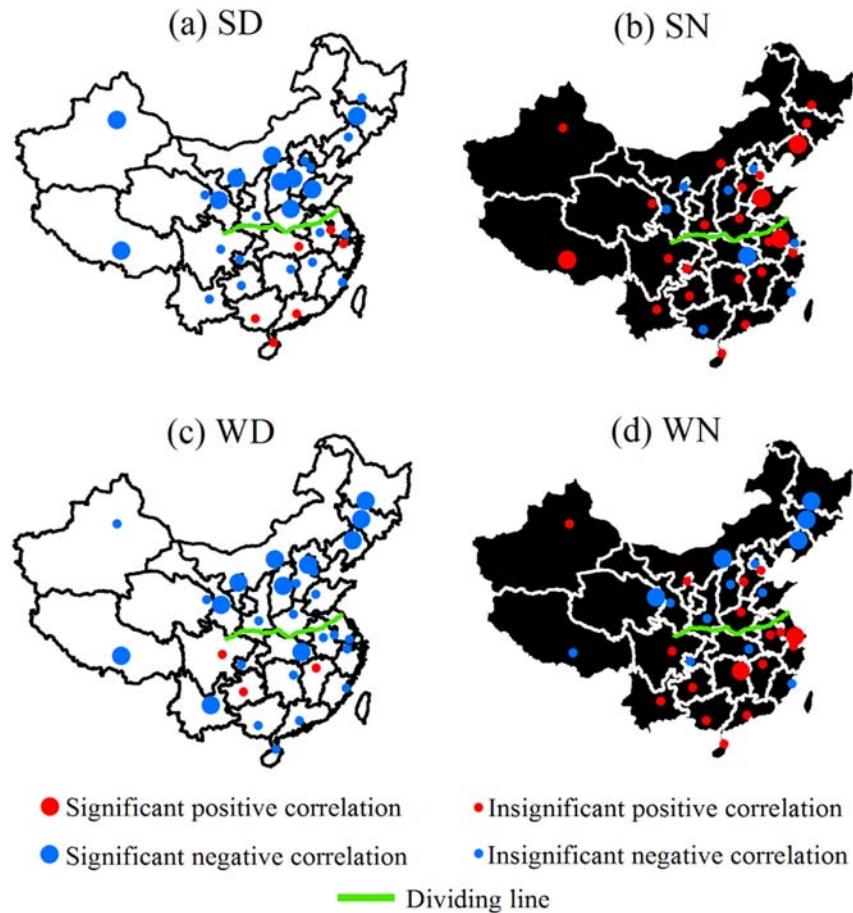 (a) SD
(b) SN
(c) WD
(d) WN
Significant positive correlation
Insignificant positive correlation
Significant negative correlation
Insignificant negative correlation
Dividing line